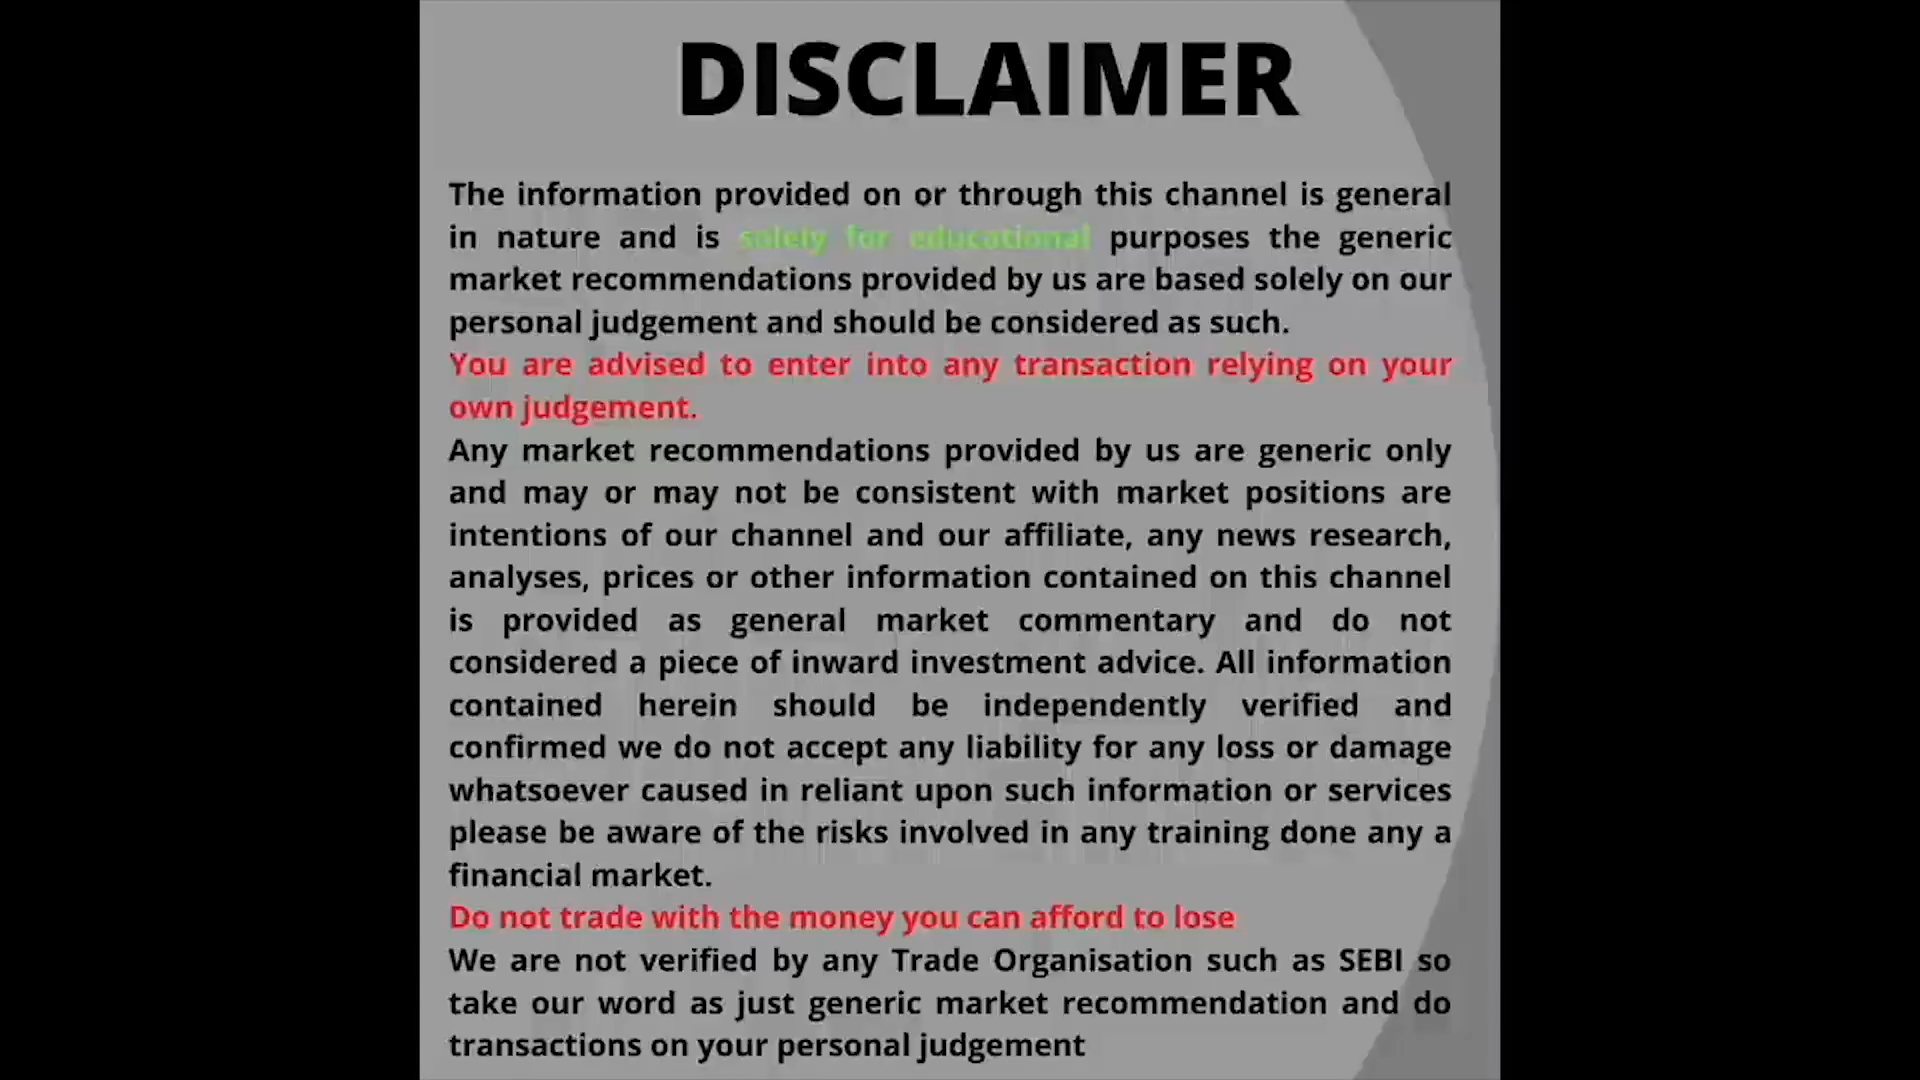 DISCLAIMER
The information provided on or through this channel is general
in nature and is solely for educational purposes the generic
market recommendations provided by us are based solely on our
personal judgement and should be considered as such.
You are advised to enter into any transaction relying on your
own judgement.
Any market recommendations provided by us are generic only
and may or may not be consistent with market positions are
intentions of our channel and our affiliate, any news research,
analyses, prices or other information contained on this channel
is provided as general market commentary and do not
considered a piece of inward investment advice. All information
contained herein should be independently verified and
confirmed we do not accept any liability for any loss or damage
whatsoever caused in reliant upon such information or services
please be aware of the risks involved in any training done any a
financial market.
Do not trade with the money you can afford to lose
We are not verified by any Trade Organisation such as SEBI so
take our word as just generic market recommendation and do
transactions on your personal judgement